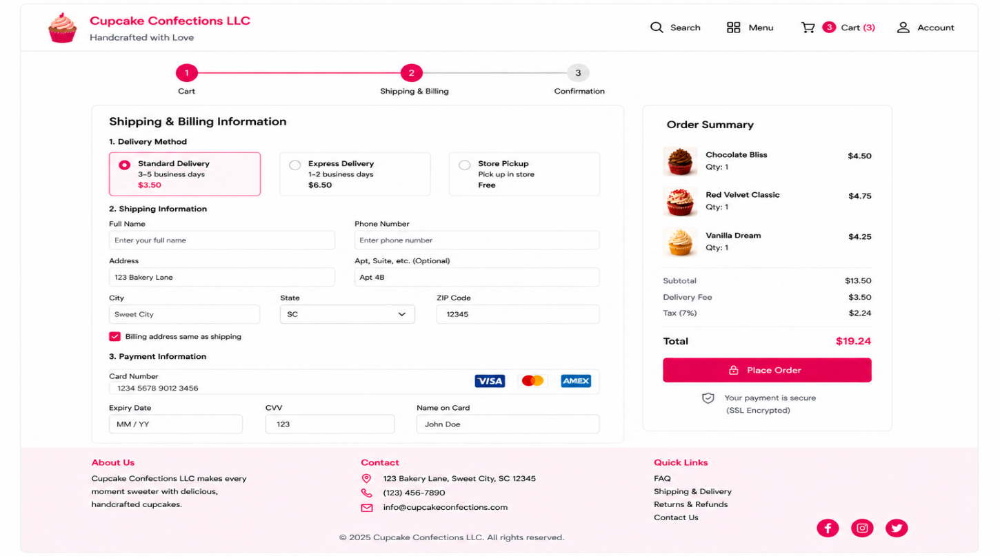 Cupcake Confections LLC
Handcrafted with Love
Search
Menu
3
Cart (3)
Account
1
2
3
Cart
Shipping & Billing
Confirmation
Shipping & Billing Information
1. Delivery Method
Standard Delivery
3–5 business days
$3.50
Express Delivery
1–2 business days
$6.50
Store Pickup
Pick up in store
Free
2. Shipping Information
Full Name
Enter your full name
Phone Number
Enter phone number
Address
123 Bakery Lane
Apt, Suite, etc. (Optional)
Apt 4B
City
Sweet City
State
SC
ZIP Code
12345
Billing address same as shipping
3. Payment Information
Card Number
1234 5678 9012 3456
VISA
AMEX
Expiry Date
MM / YY
CVV
123
Name on Card
John Doe
Order Summary
Chocolate Bliss
Qty: 1
$4.50
Red Velvet Classic
Qty: 1
$4.75
Vanilla Dream
Qty: 1
$4.25
Subtotal $13.50
Delivery Fee $3.50
Tax (7%) $2.24
Total $19.24
Place Order
Your payment is secure
(SSL Encrypted)
About Us
Cupcake Confections LLC makes every
moment sweeter with delicious,
handcrafted cupcakes.
Contact
123 Bakery Lane, Sweet City, SC 12345
(123) 456-7890
info@cupcakeconfections.com
Quick Links
FAQ
Shipping & Delivery
Returns & Refunds
Contact Us
© 2025 Cupcake Confections LLC. All rights reserved.